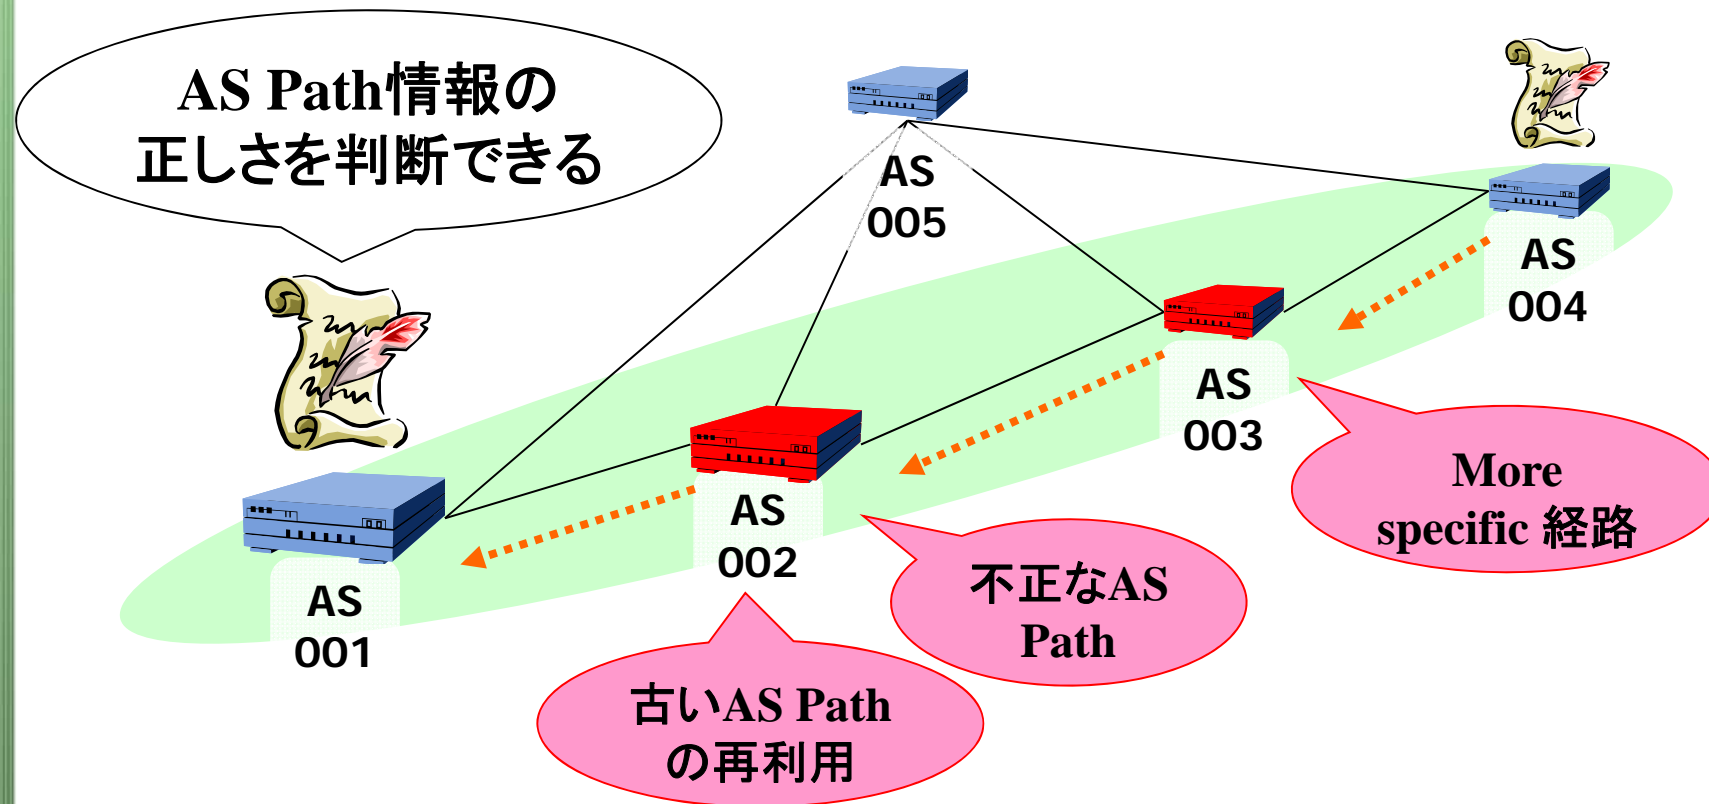 AS Path情報の
正しさを判断できる
AS
005
AS
004
AS
003
More
specific 経路
AS
002
不正なAS
Path
AS
001
古いAS Path
の再利用